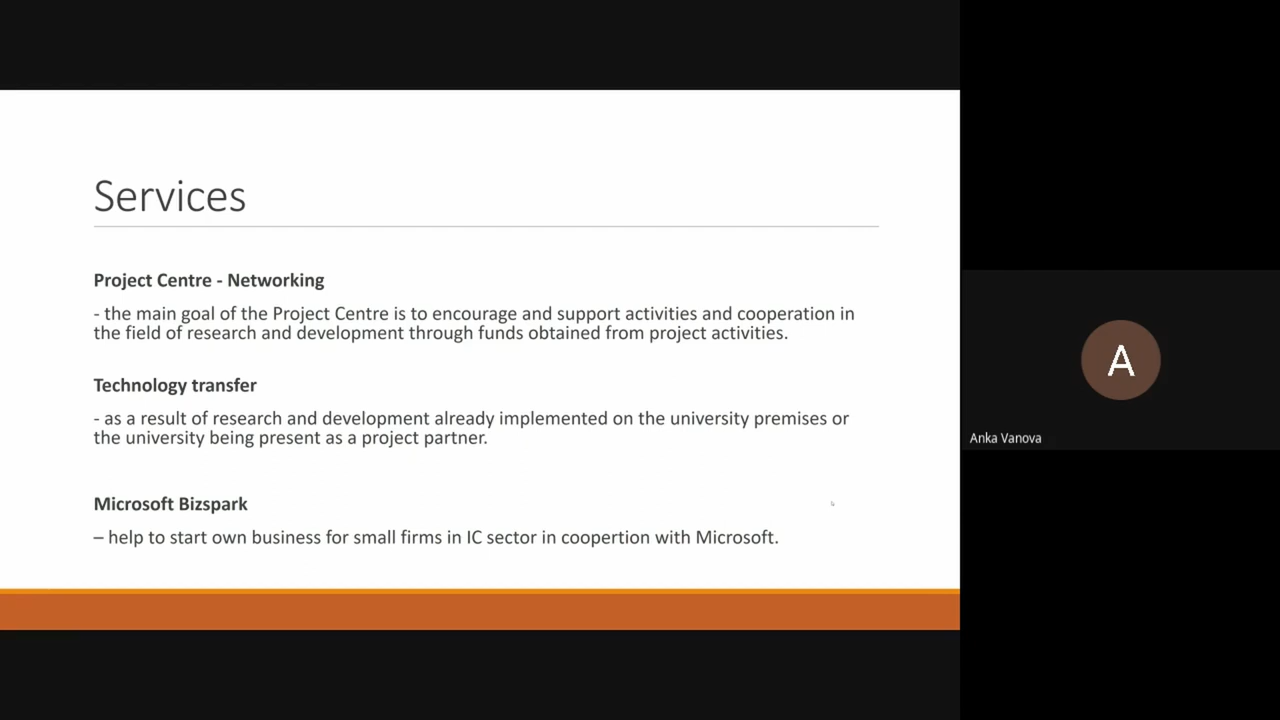 Services
Project Centre - Networking
- the main goal of the Project Centre is to encourage and support activities and cooperation in
the field of research and development through funds obtained from project activities.
Technology transfer
- as a result of research and development already implemented on the university premises or
the university being present as a project partner.
Microsoft Bizspark
– help to start own business for small firms in IC sector in coopertion with Microsoft.
A
Anka Vanova